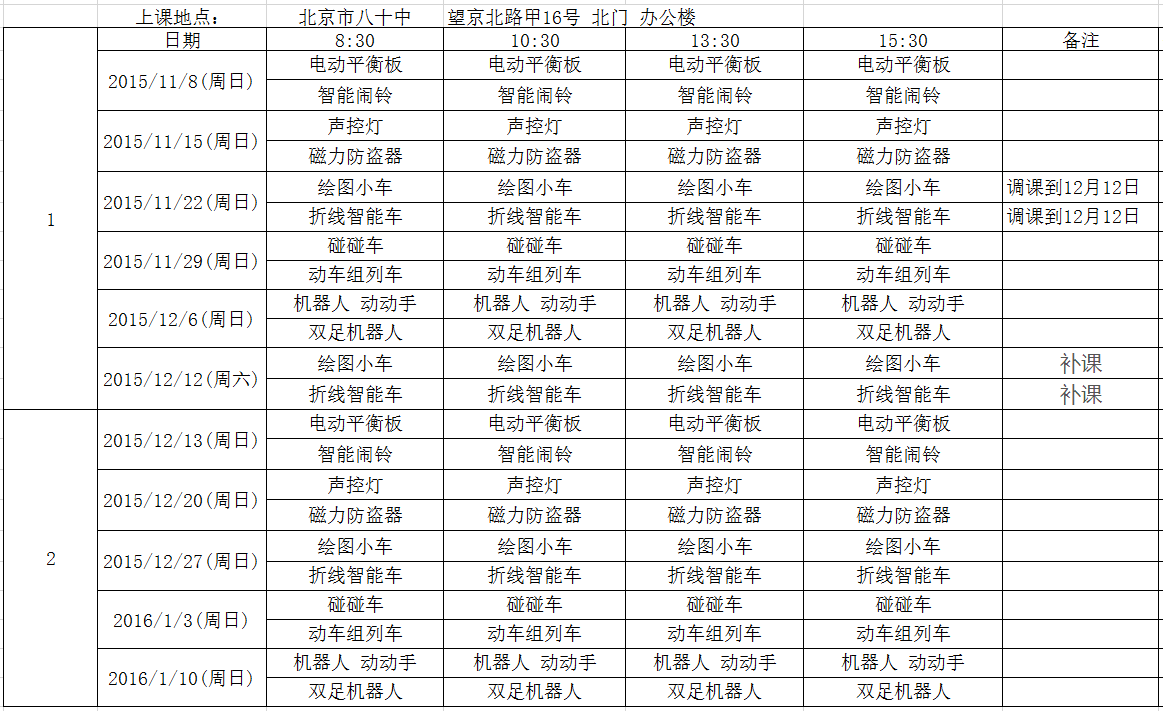 上课地点: 北京市八十中 望京北路甲16号 北门 办公楼
日期 8:30 10:30 13:30 15:30 备注
1
2015/11/8(周日) 电动平衡板 电动平衡板 电动平衡板 电动平衡板
智能闹铃 智能闹铃 智能闹铃 智能闹铃
2015/11/15(周日) 声控灯 声控灯 声控灯 声控灯
磁力防盗器 磁力防盗器 磁力防盗器 磁力防盗器
2015/11/22(周日) 绘图小车 绘图小车 绘图小车 绘图小车 调课到12月12日
折线智能车 折线智能车 折线智能车 折线智能车 调课到12月12日
2015/11/29(周日) 碰碰车 碰碰车 碰碰车 碰碰车
动车组列车 动车组列车 动车组列车 动车组列车
2015/12/6(周日) 机器人 动动手 机器人 动动手 机器人 动动手 机器人 动动手
双足机器人 双足机器人 双足机器人 双足机器人
2015/12/12(周六) 绘图小车 绘图小车 绘图小车 绘图小车 补课
折线智能车 折线智能车 折线智能车 折线智能车 补课
2
2015/12/13(周日) 电动平衡板 电动平衡板 电动平衡板 电动平衡板
智能闹铃 智能闹铃 智能闹铃 智能闹铃
2015/12/20(周日) 声控灯 声控灯 声控灯 声控灯
磁力防盗器 磁力防盗器 磁力防盗器 磁力防盗器
2015/12/27(周日) 绘图小车 绘图小车 绘图小车 绘图小车
折线智能车 折线智能车 折线智能车 折线智能车
2016/1/3(周日) 碰碰车 碰碰车 碰碰车 碰碰车
动车组列车 动车组列车 动车组列车 动车组列车
2016/1/10(周日) 机器人 动动手 机器人 动动手 机器人 动动手 机器人 动动手
双足机器人 双足机器人 双足机器人 双足机器人